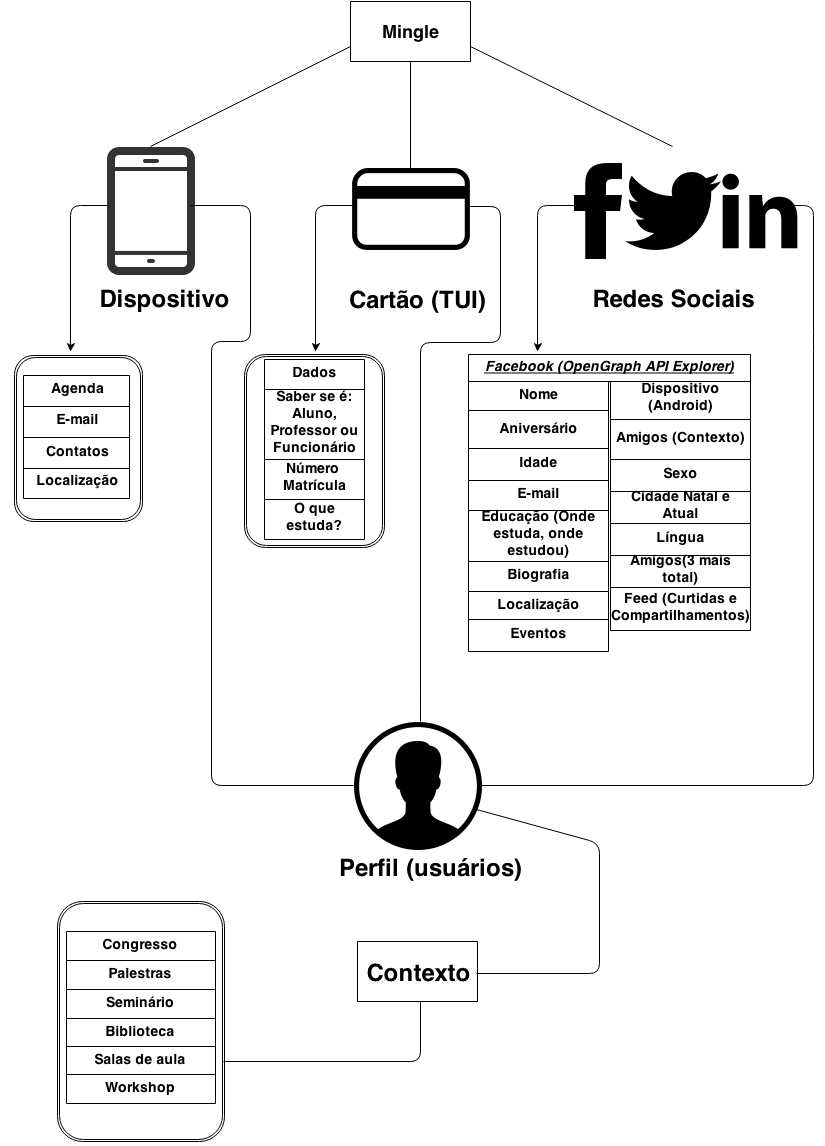 Mingle
Dispositivo
Cartão (TUI)
Redes Sociais
Agenda
E-mail
Contatos
Localização
Dados
Saber se é:
Aluno,
Professor ou
Funcionário
Número
Matrícula
O que
estuda?
Facebook (OpenGraph API Explorer)
Nome
Aniversário
Idade
E-mail
Educação (Onde
estuda, onde
estudou)
Biografia
Localização
Eventos
Dispositivo
(Android)
Amigos (Contexto)
Sexo
Cidade Natal e
Atual
Língua
Amigos(3 mais
total)
Feed (Curtidas e
Compartilhamentos)
Perfil (usuários)
Contexto
Congresso
Palestras
Seminário
Biblioteca
Salas de aula
Workshop